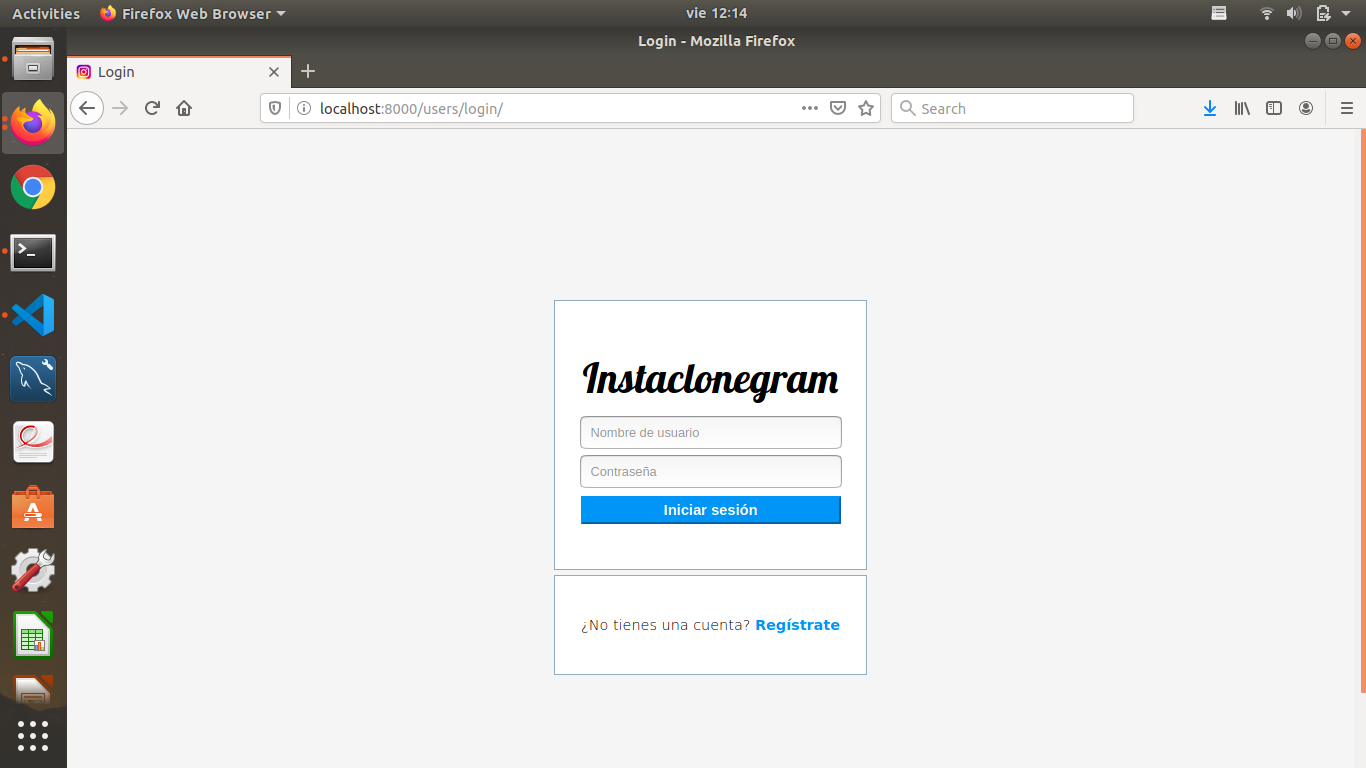 Activities
Firefox Web Browser
vie 12:14
Login - Mozilla Firefox
Login
localhost:8000/users/login/
Search
Instaclonegram
Nombre de usuario
Contraseña
Iniciar sesión
¿No tienes una cuenta? Regístrate